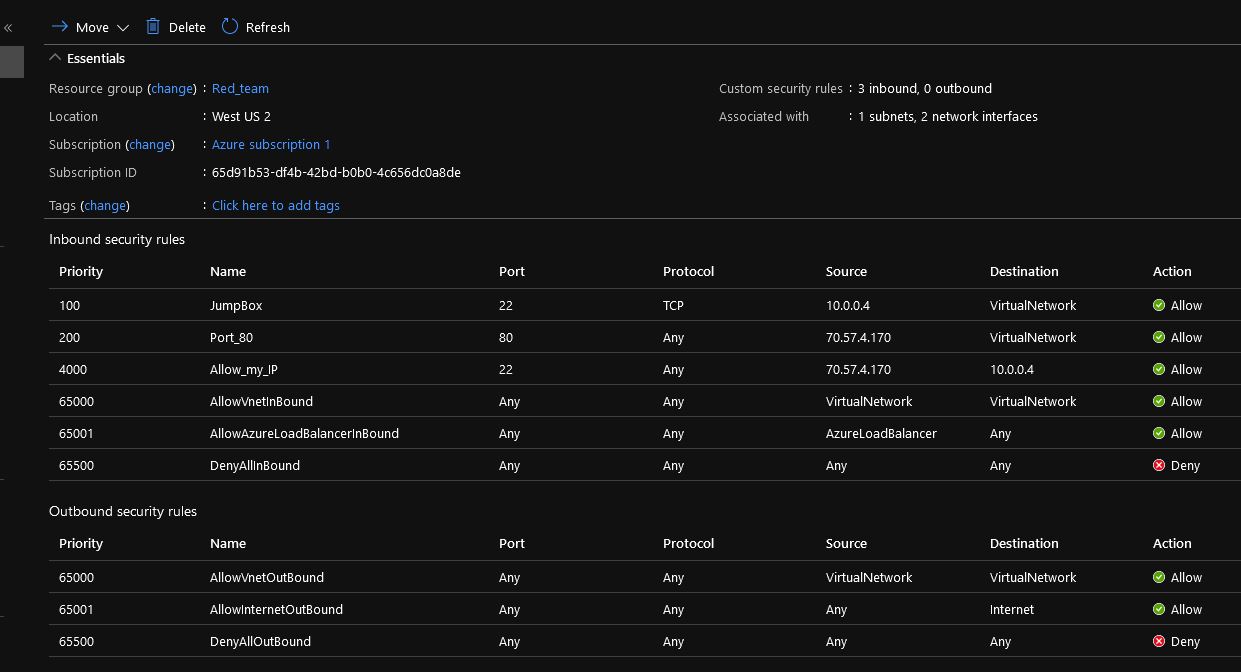 « Move Delete Refresh
Essentials
Resource group (change) : Red_team Custom security rules : 3 inbound, 0 outbound
Location : West US 2 Associated with : 1 subnets, 2 network interfaces
Subscription (change) : Azure subscription 1
Subscription ID : 65d91b53-df4b-42bd-b0b0-4c656dc0a8de
Tags (change) : Click here to add tags
Inbound security rules
Priority Name Port Protocol Source Destination Action
100 JumpBox 22 TCP 10.0.0.4 VirtualNetwork Allow
200 Port_80 80 Any 70.57.4.170 VirtualNetwork Allow
4000 Allow_my_IP 22 Any 70.57.4.170 10.0.0.4 Allow
65000 AllowVnetInBound Any Any VirtualNetwork VirtualNetwork Allow
65001 AllowAzureLoadBalancerInBound Any Any AzureLoadBalancer Any Allow
65500 DenyAllInBound Any Any Any Any Deny
Outbound security rules
Priority Name Port Protocol Source Destination Action
65000 AllowVnetOutBound Any Any VirtualNetwork VirtualNetwork Allow
65001 AllowInternetOutBound Any Any Any Internet Allow
65500 DenyAllOutBound Any Any Any Any Deny